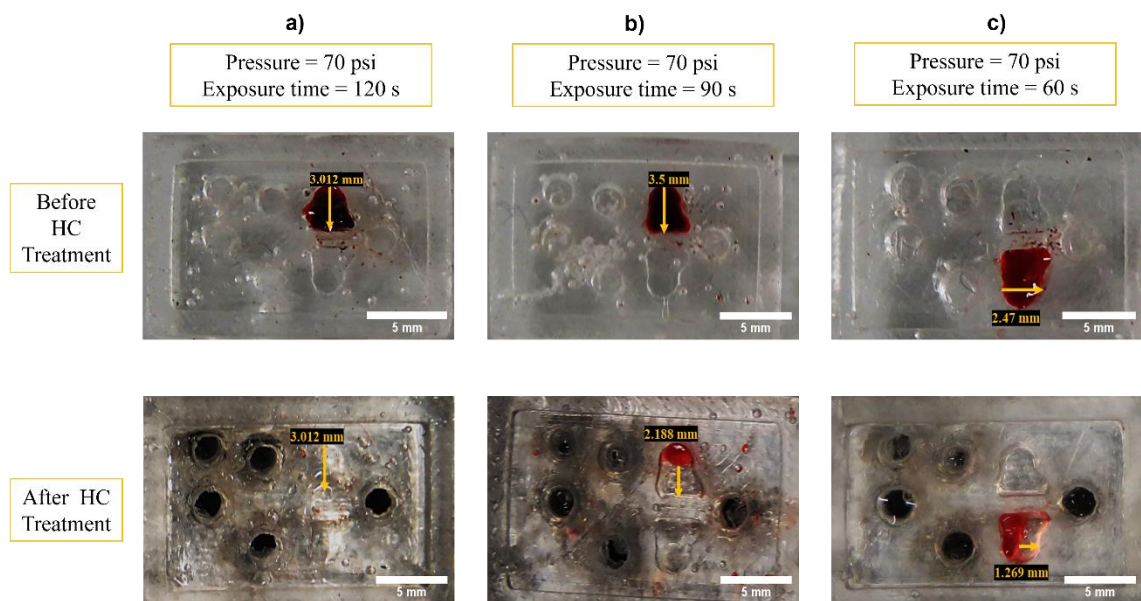 a)
b)
c)
Pressure = 70 psi
Exposure time = 120 s
Pressure = 70 psi
Exposure time = 90 s
Pressure = 70 psi
Exposure time = 60 s
Before
HC
Treatment
3.012 mm
5 mm
3.5 mm
5 mm
2.47 mm
5 mm
After HC
Treatment
3.012 mm
5 mm
2.188 mm
5 mm
1.269 mm
5 mm